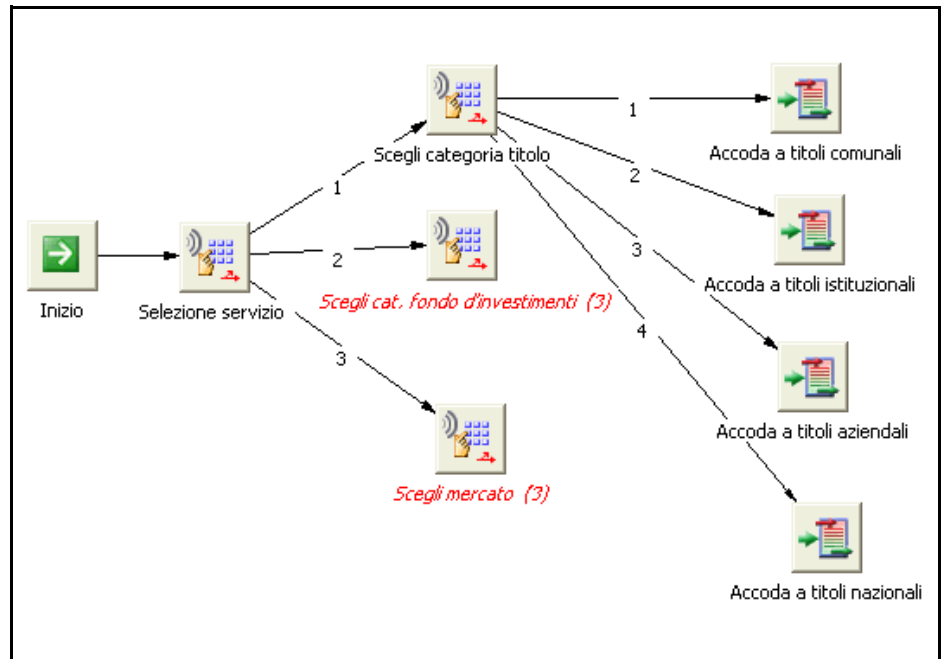 Inizio
Selezione servizio
1
2
3
Scegli categoria titolo
Scegli cat. fondo d'investimenti (3)
Scegli mercato (3)
1
2
3
4
Accoda a titoli comunali
Accoda a titoli istituzionali
Accoda a titoli aziendali
Accoda a titoli nazionali